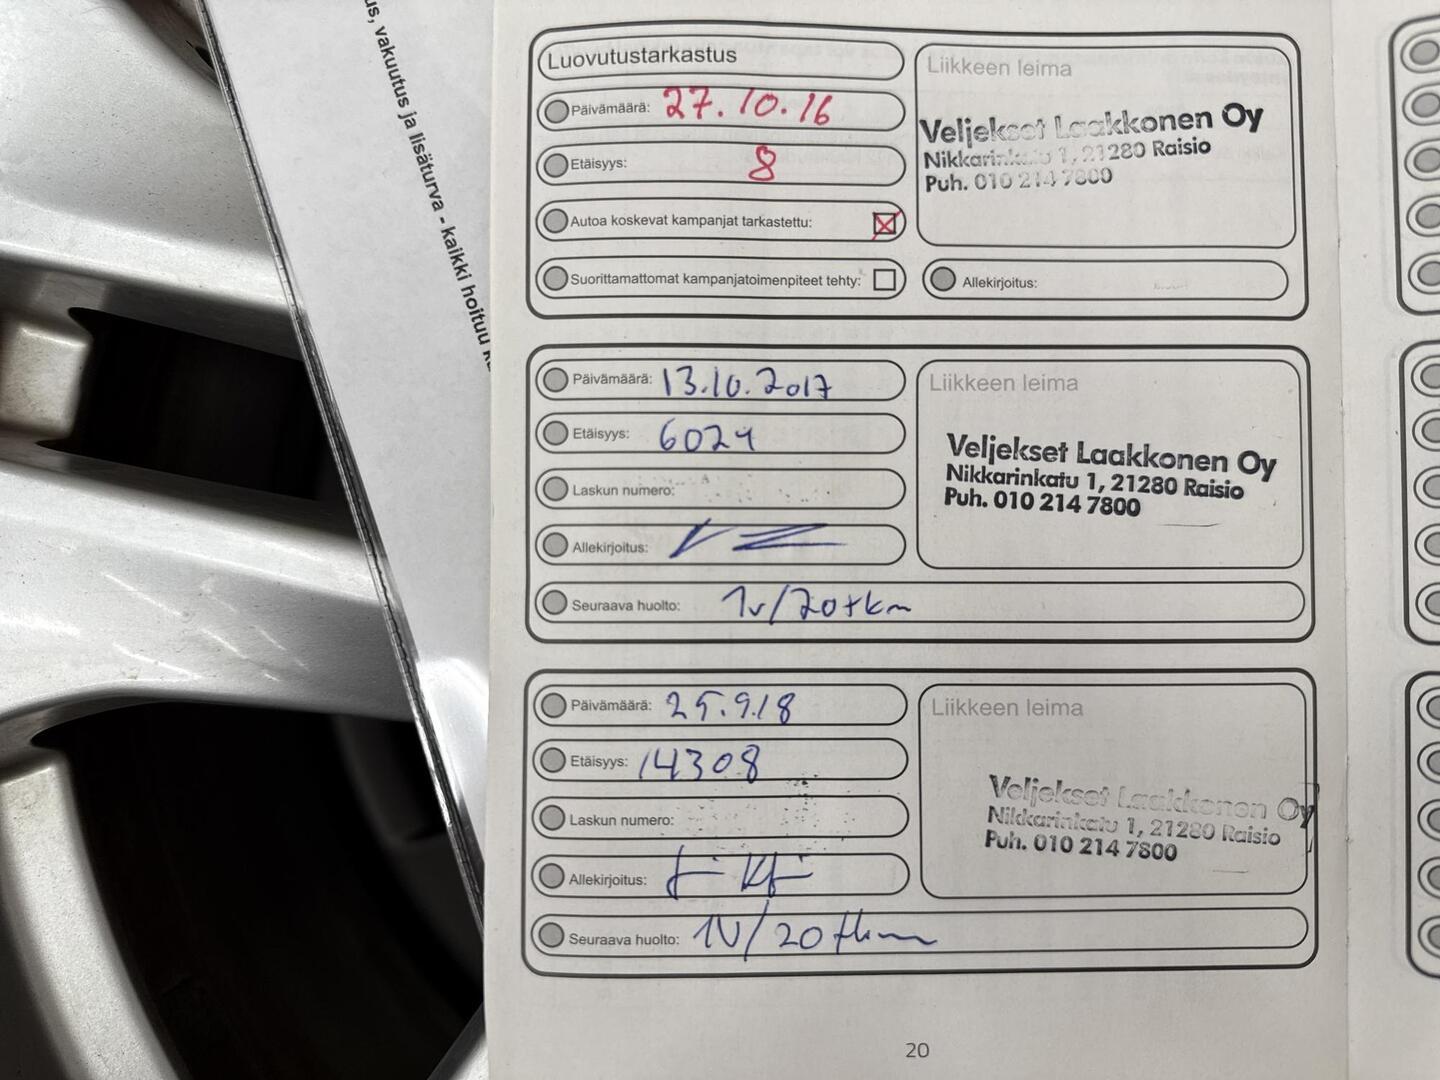 us, vakuutus ja lisäturva - kaikki hoituu
Luovutustarkastus
Päivämäärä: 27.10.16
Etäisyys: 8
Autoa koskevat kampanjat tarkastettu:
Suorittamattomat kampanjatoimenpiteet tehty:
Liikkeen leima
Veljekset Laakkonen Oy
Nikkarinkatu 1, 21280 Raisio
Puh. 010 214 7800
Allekirjoitus:
Päivämäärä: 13.10.2017
Etäisyys: 6024
Laskun numero:
Allekirjoitus:
Seuraava huolto: 1v/20tkm
Liikkeen leima
Veljekset Laakkonen Oy
Nikkarinkatu 1, 21280 Raisio
Puh. 010 214 7800
Päivämäärä: 25.9.18
Etäisyys: 14308
Laskun numero:
Allekirjoitus:
Seuraava huolto: 1V/20tkm
Liikkeen leima
Veljekset Laakkonen Oy
Nikkarinkatu 1, 21280 Raisio
Puh. 010 214 7800
20